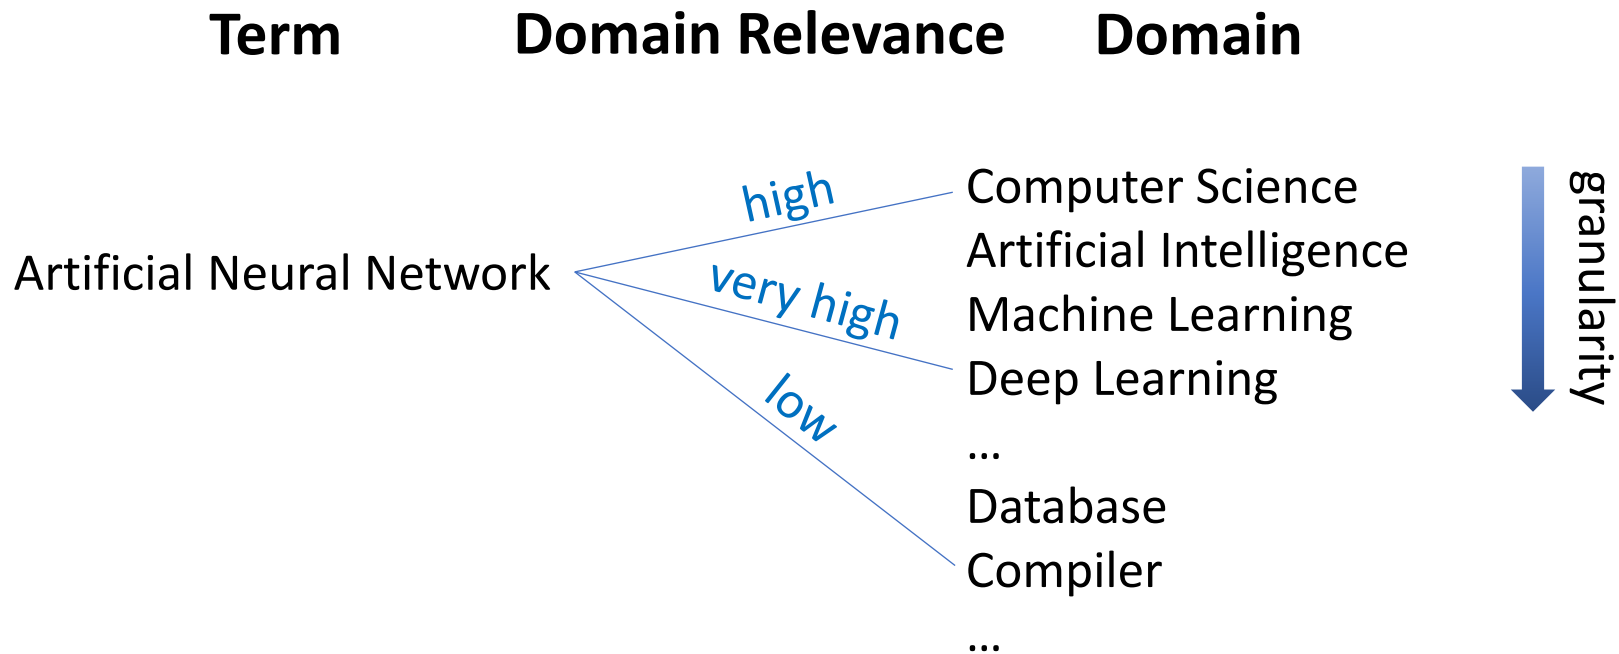 Term
Domain Relevance
Domain
Artificial Neural Network
high
very high
low
Computer Science
Artificial Intelligence
Machine Learning
Deep Learning
...
Database
Compiler
...
granularity